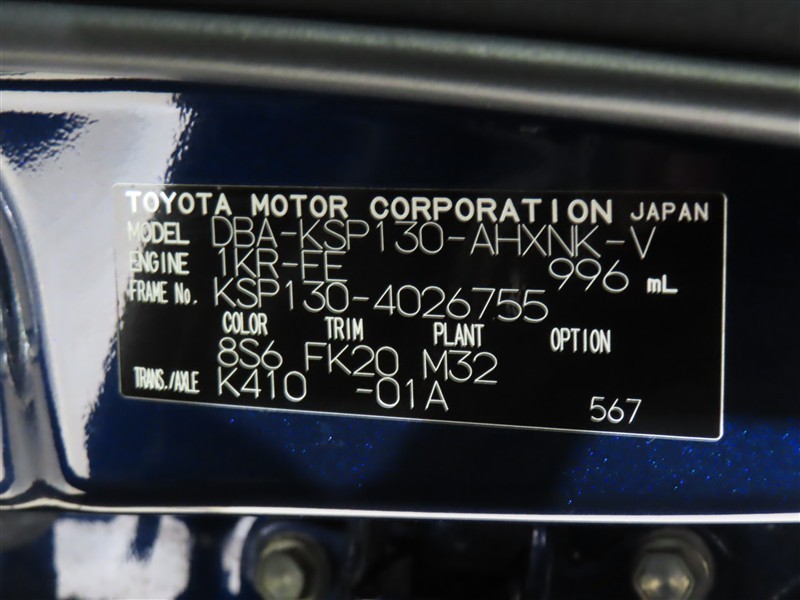 TOYOTA MOTOR CORPORATION JAPAN
MODEL DBA-KSP130-AHXNK-V
ENGINE 1KR-FE 996 mL
FRAME No. KSP130-4026755
COLOR TRIM PLANT OPTION
8S6 FK20 M32
TRANS./AXLE K410 -01A 567